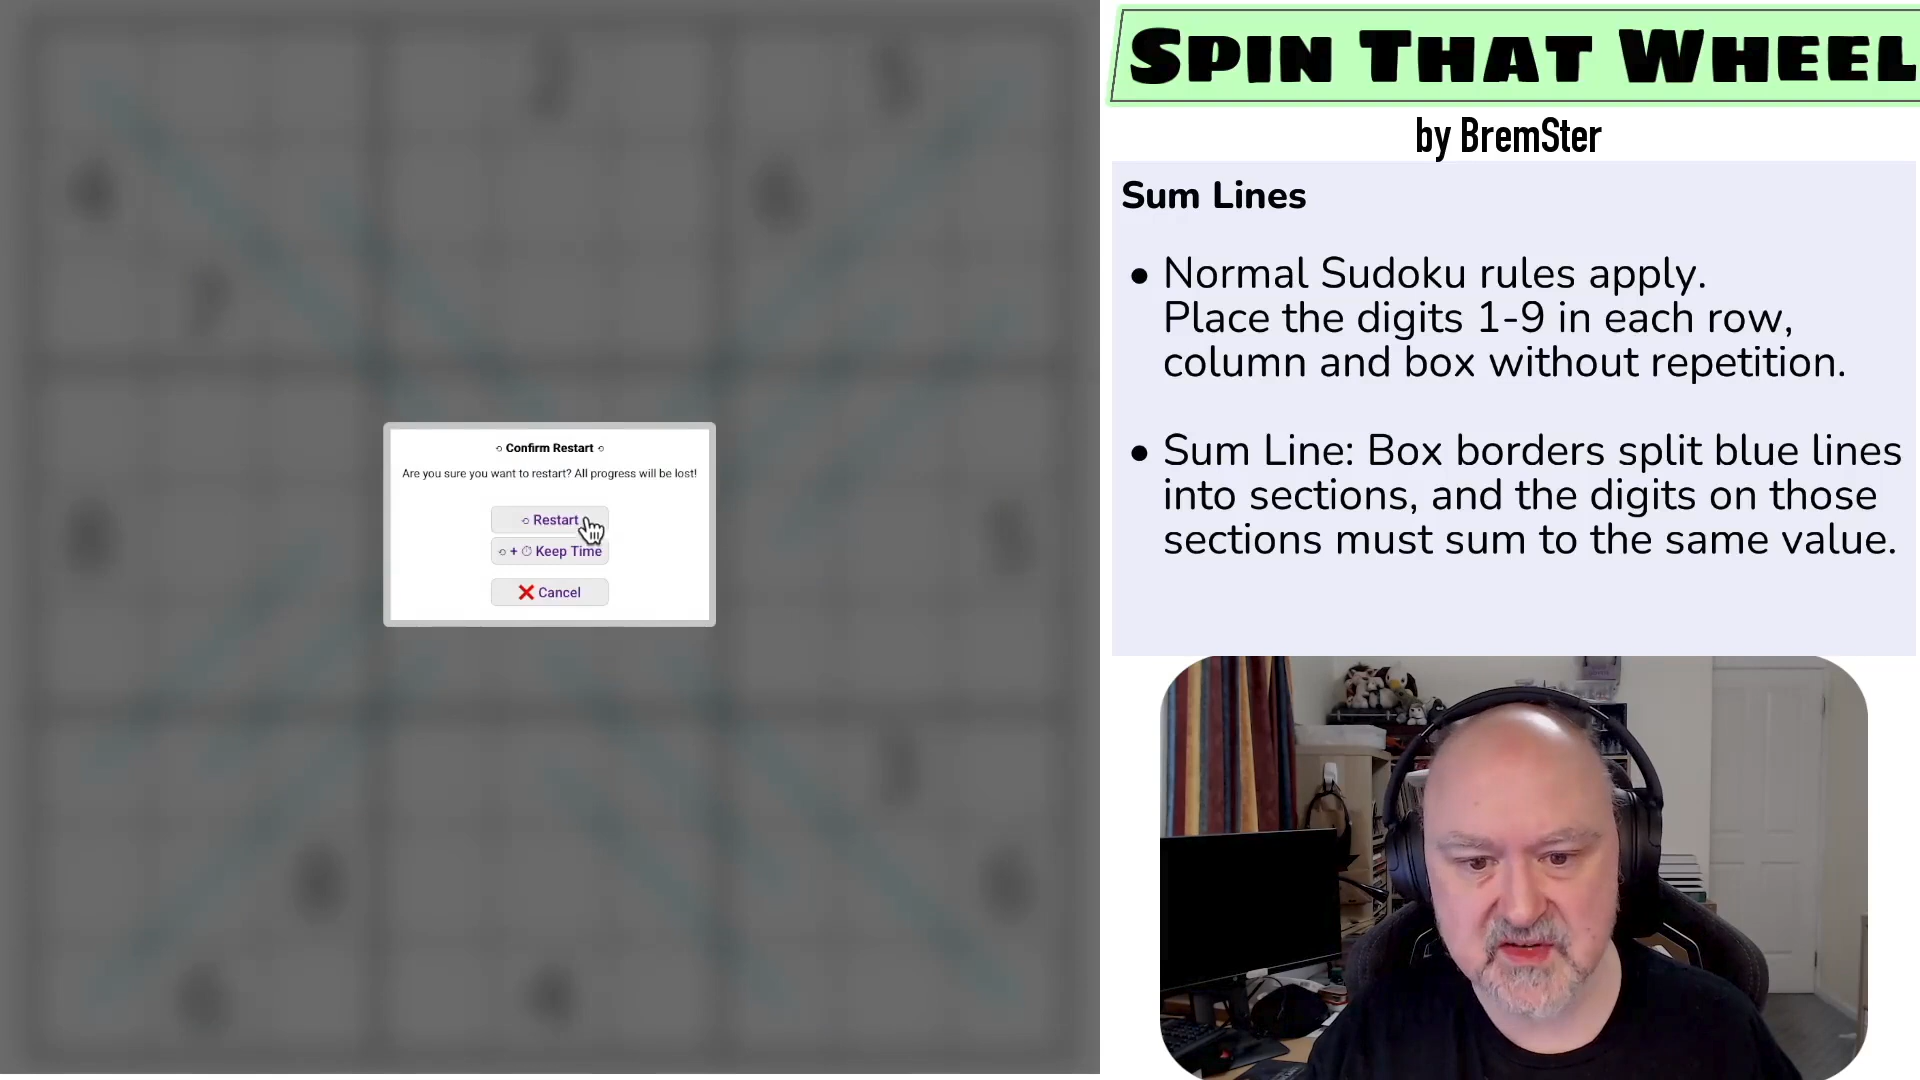 SPIN THAT WHEEL
by BremSter
Sum Lines
• Normal Sudoku rules apply.
Place the digits 1-9 in each row,
column and box without repetition.
• Sum Line: Box borders split blue lines
into sections, and the digits on those
sections must sum to the same value.
Confirm Restart
Are you sure you want to restart? All progress will be lost!
Restart
+ Keep Time
❌ Cancel